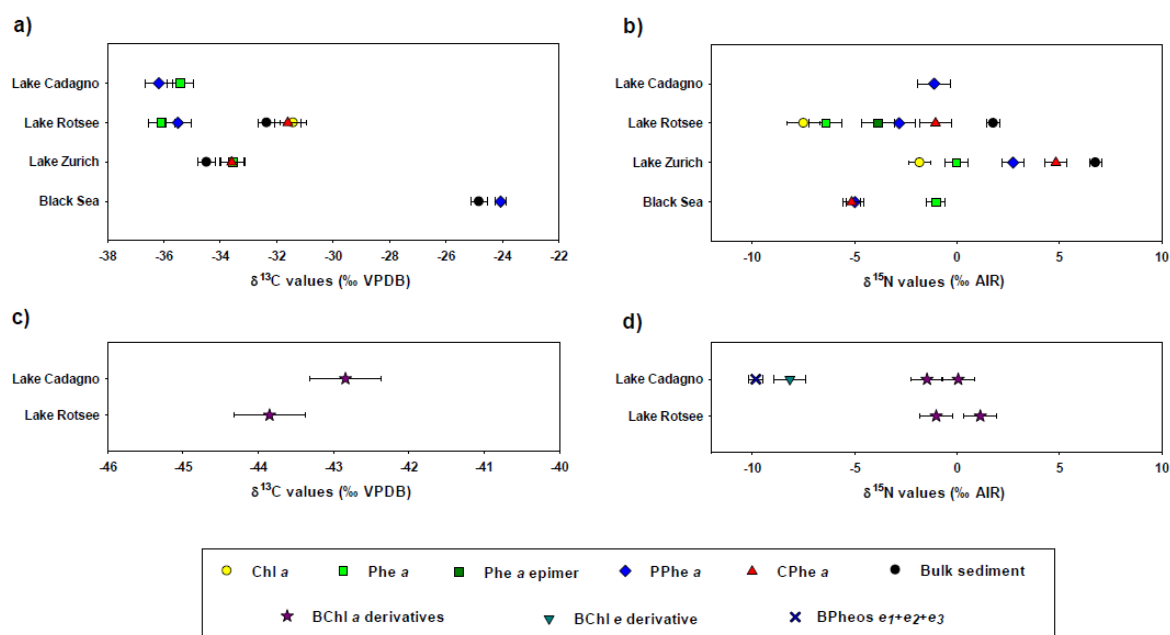 a)
Lake Cadagno
Lake Rotsee
Lake Zurich
Black Sea
-38 -36 -34 -32 -30 -28 -26 -24 -22
δ¹³C values (‰ VPDB)
b)
Lake Cadagno
Lake Rotsee
Lake Zurich
Black Sea
-10 -5 0 5 10
δ¹⁵N values (‰ AIR)
c)
Lake Cadagno
Lake Rotsee
-46 -45 -44 -43 -42 -41 -40
δ¹³C values (‰ VPDB)
d)
Lake Cadagno
Lake Rotsee
-10 -5 0 5 10
δ¹⁵N values (‰ AIR)
Chl a Phe a Phe a epimer PPhe a CPhe a Bulk sediment
BChl a derivatives BChl e derivative BPheos e₁+e₂+e₃